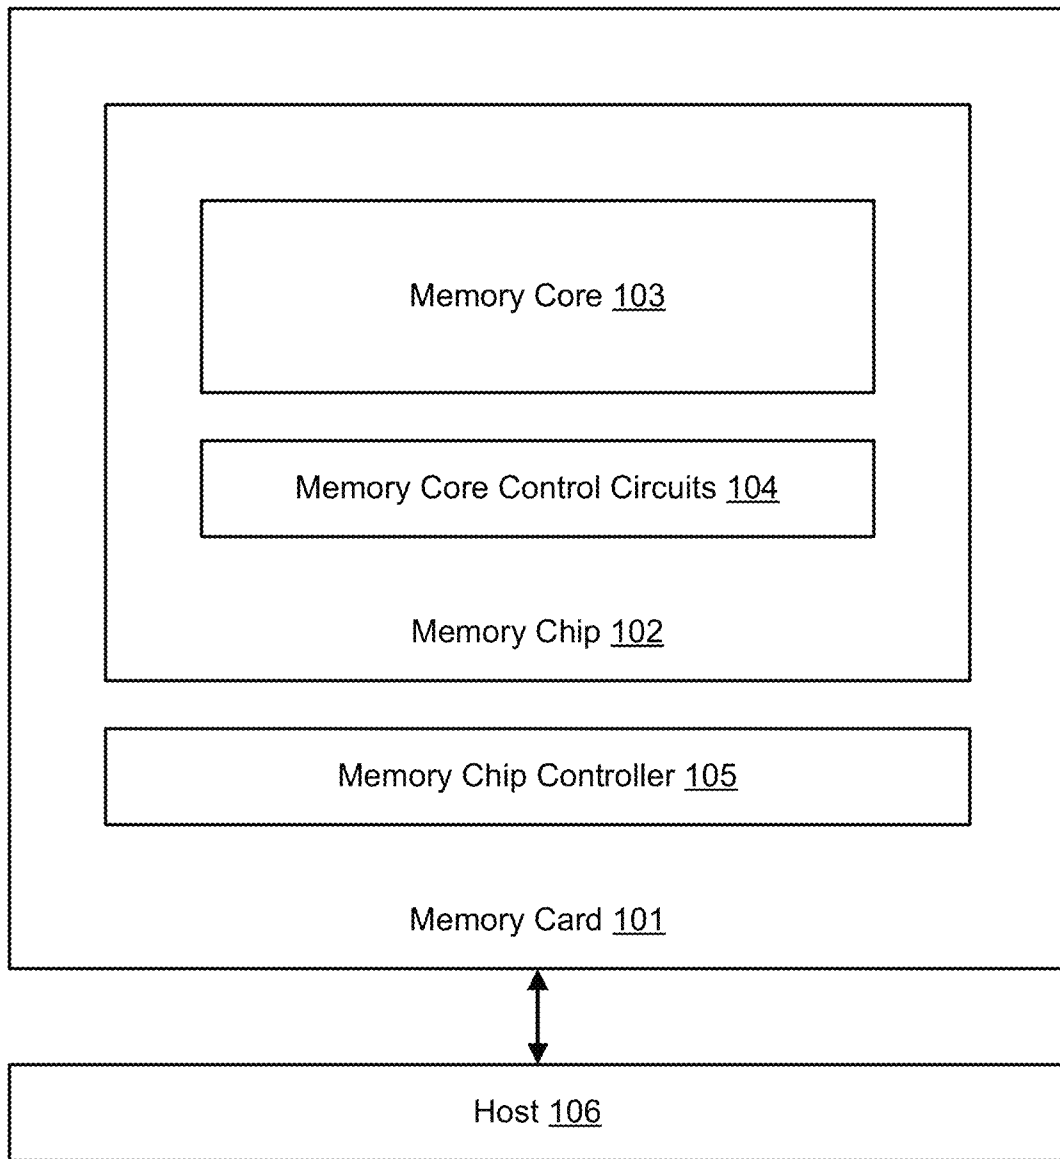 Memory Core 103
Memory Core Control Circuits 104
Memory Chip 102
Memory Chip Controller 105
Memory Card 101
Host 106